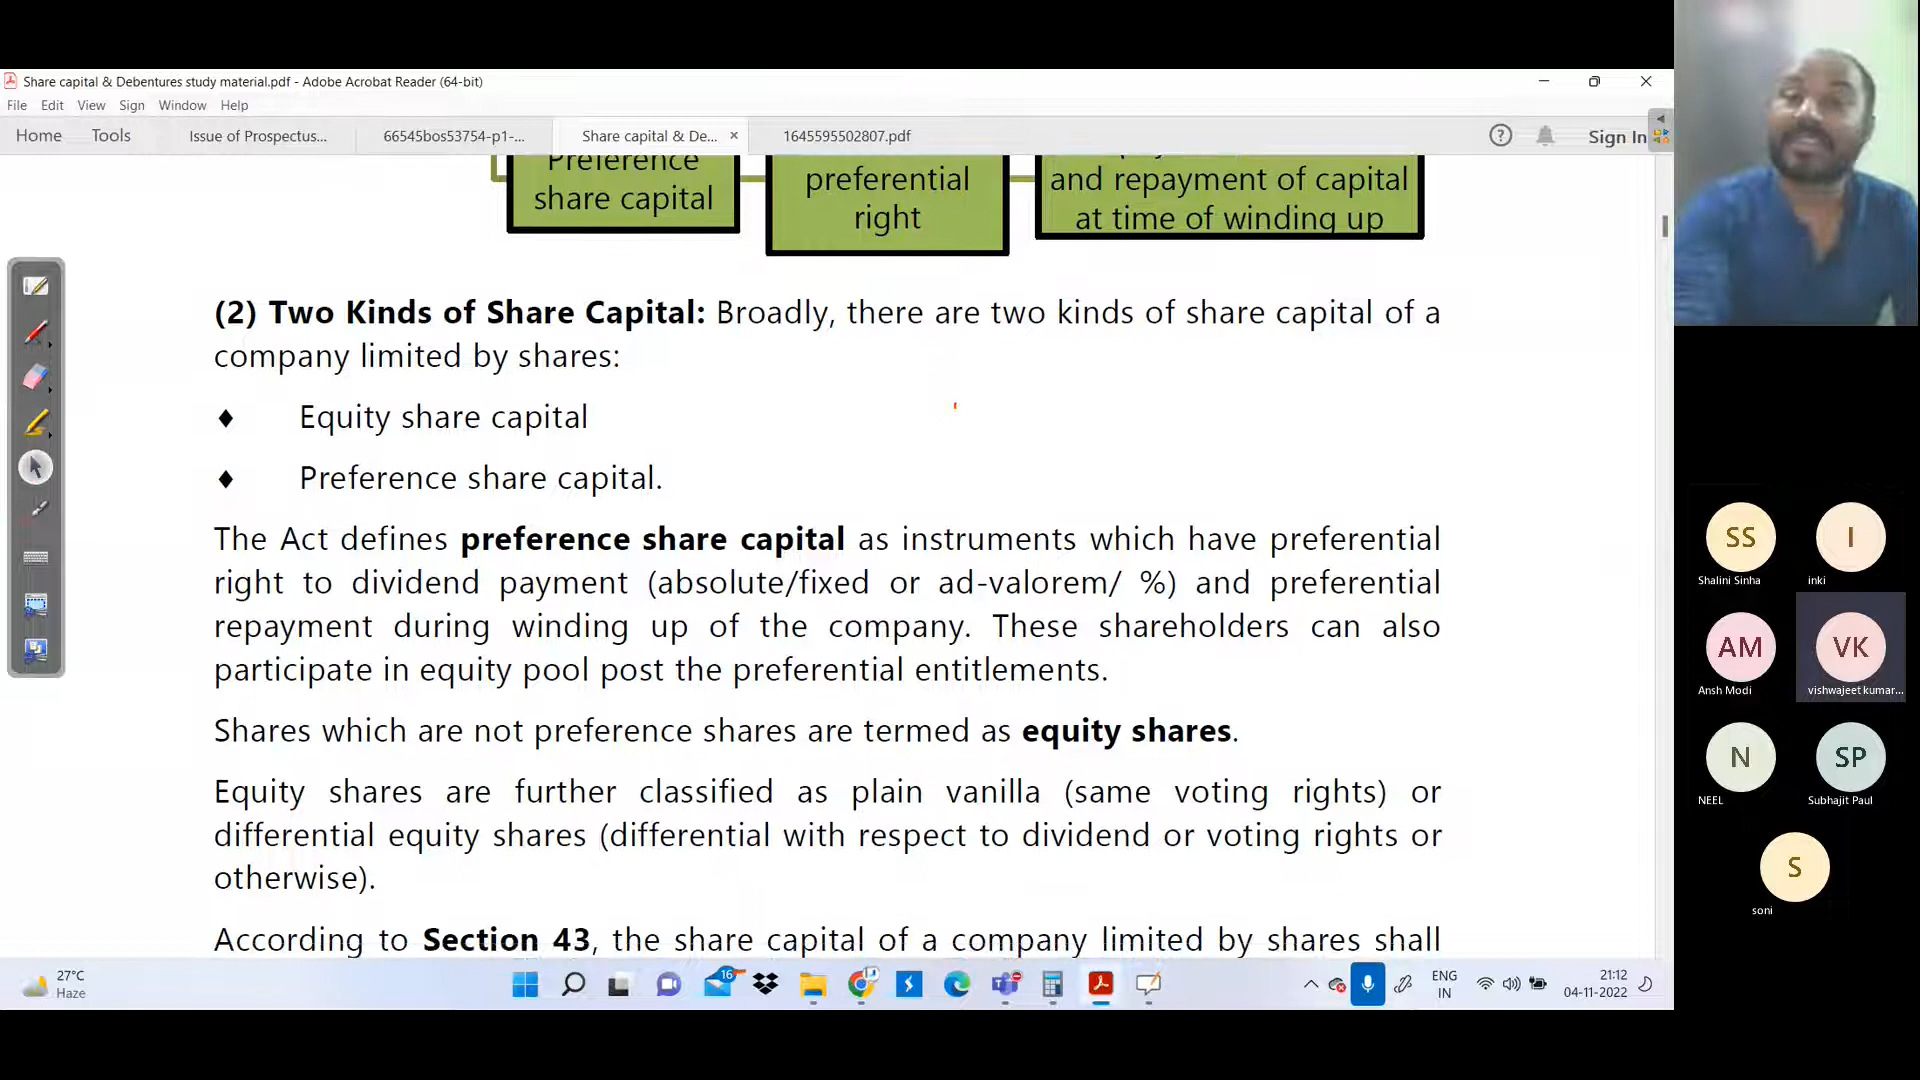 Share capital & Debentures study material.pdf - Adobe Acrobat Reader (64-bit)
File Edit View Sign Window Help
Home Tools Issue of Prospectus... 66545bos53754-p1-... Share capital & De... × 1645595502807.pdf Sign In
Preference
share capital
preferential
right
and repayment of capital
at time of winding up
(2) Two Kinds of Share Capital: Broadly, there are two kinds of share capital of a
company limited by shares:
♦ Equity share capital
♦ Preference share capital.
The Act defines preference share capital as instruments which have preferential
right to dividend payment (absolute/fixed or ad-valorem/ %) and preferential
repayment during winding up of the company. These shareholders can also
participate in equity pool post the preferential entitlements.
Shares which are not preference shares are termed as equity shares.
Equity shares are further classified as plain vanilla (same voting rights) or
differential equity shares (differential with respect to dividend or voting rights or
otherwise).
According to Section 43, the share capital of a company limited by shares shall
27°C
Haze
16
ENG
IN
21:12
04-11-2022
SS
Shalini Sinha
I
inki
AM
Ansh Modi
VK
vishwajeet kumar...
N
NEEL
SP
Subhajit Paul
S
soni